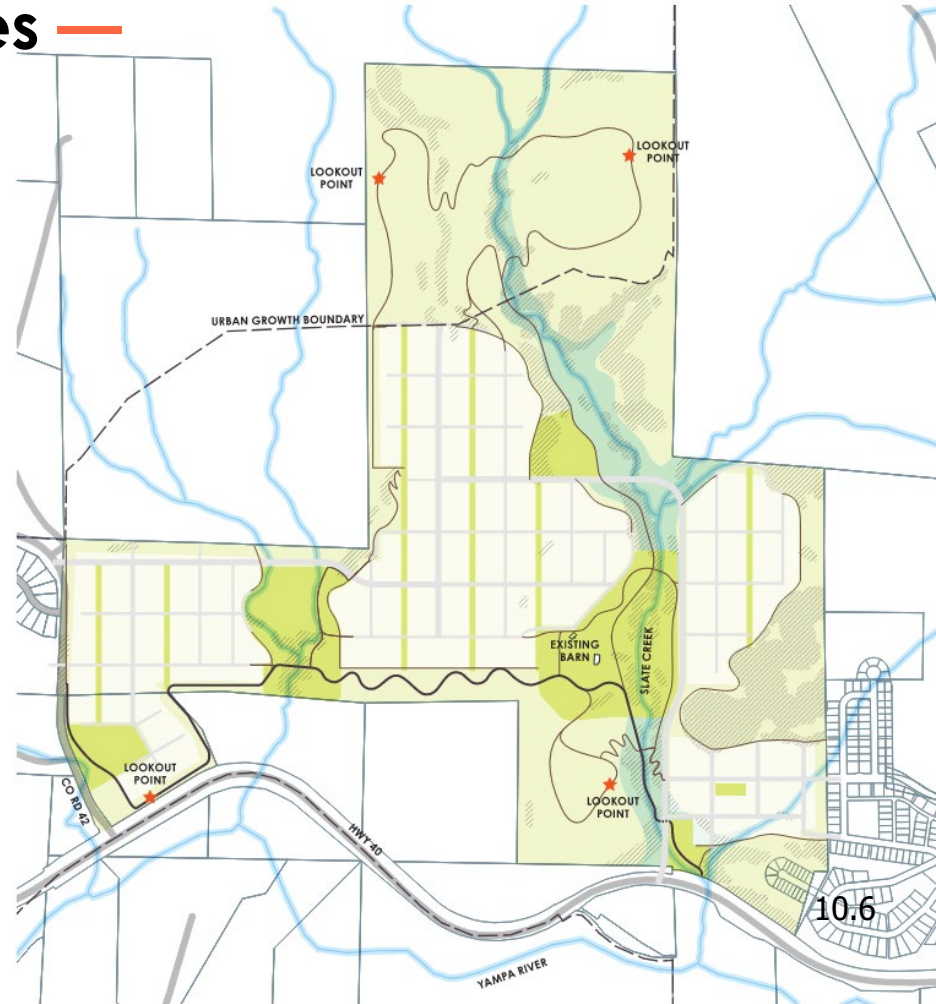 es
LOOKOUT
POINT
LOOKOUT
POINT
URBAN GROWTH BOUNDARY
EXISTING
BARN
SLATE CREEK
LOOKOUT
POINT
CO RD 42
LOOKOUT
POINT
HWY 40
10.6
YAMPA RIVER